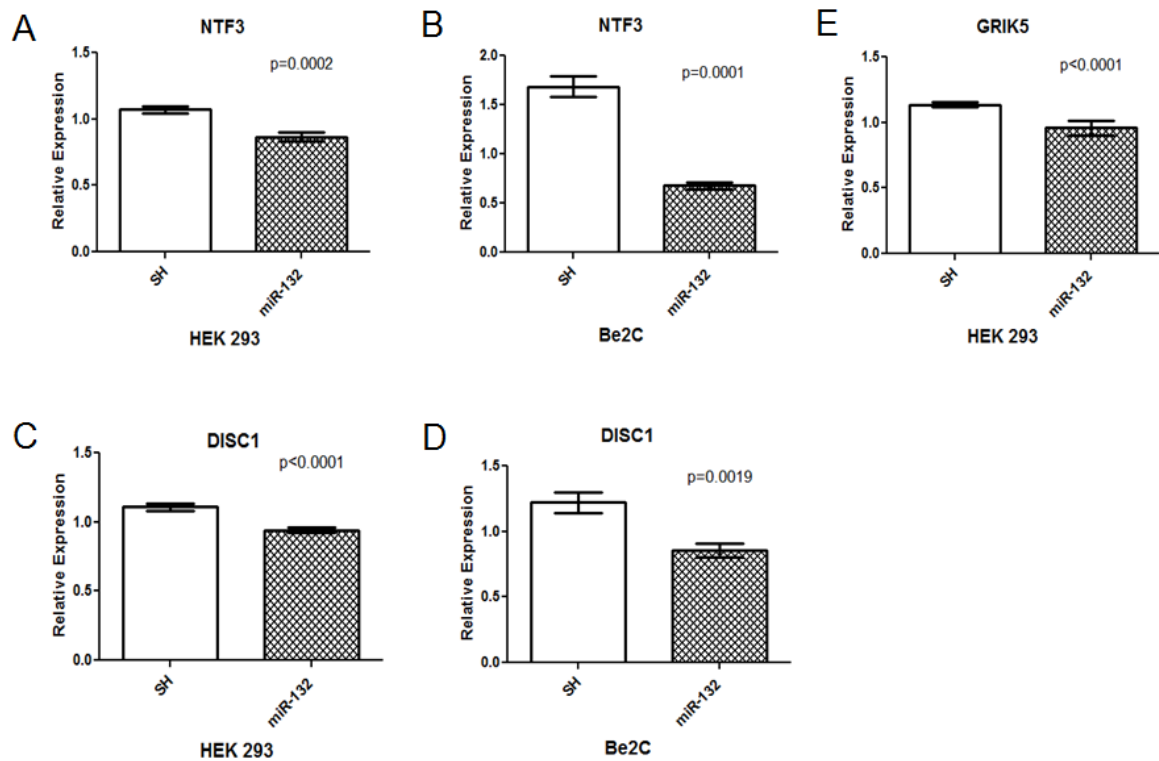 A
NTF3
p=0.0002
Relative Expression
1.5
1.0
0.5
0.0
SH
miR-132
HEK 293
B
NTF3
p=0.0001
Relative Expression
2.0
1.5
1.0
0.5
0.0
SH
miR-132
Be2C
E
GRIK5
p<0.0001
Relative Expression
1.5
1.0
0.5
0.0
SH
miR-132
HEK 293
C
DISC1
p<0.0001
Relative Expression
1.5
1.0
0.5
0.0
SH
miR-132
HEK 293
D
DISC1
p=0.0019
Relative Expression
1.5
1.0
0.5
0.0
SH
miR-132
Be2C